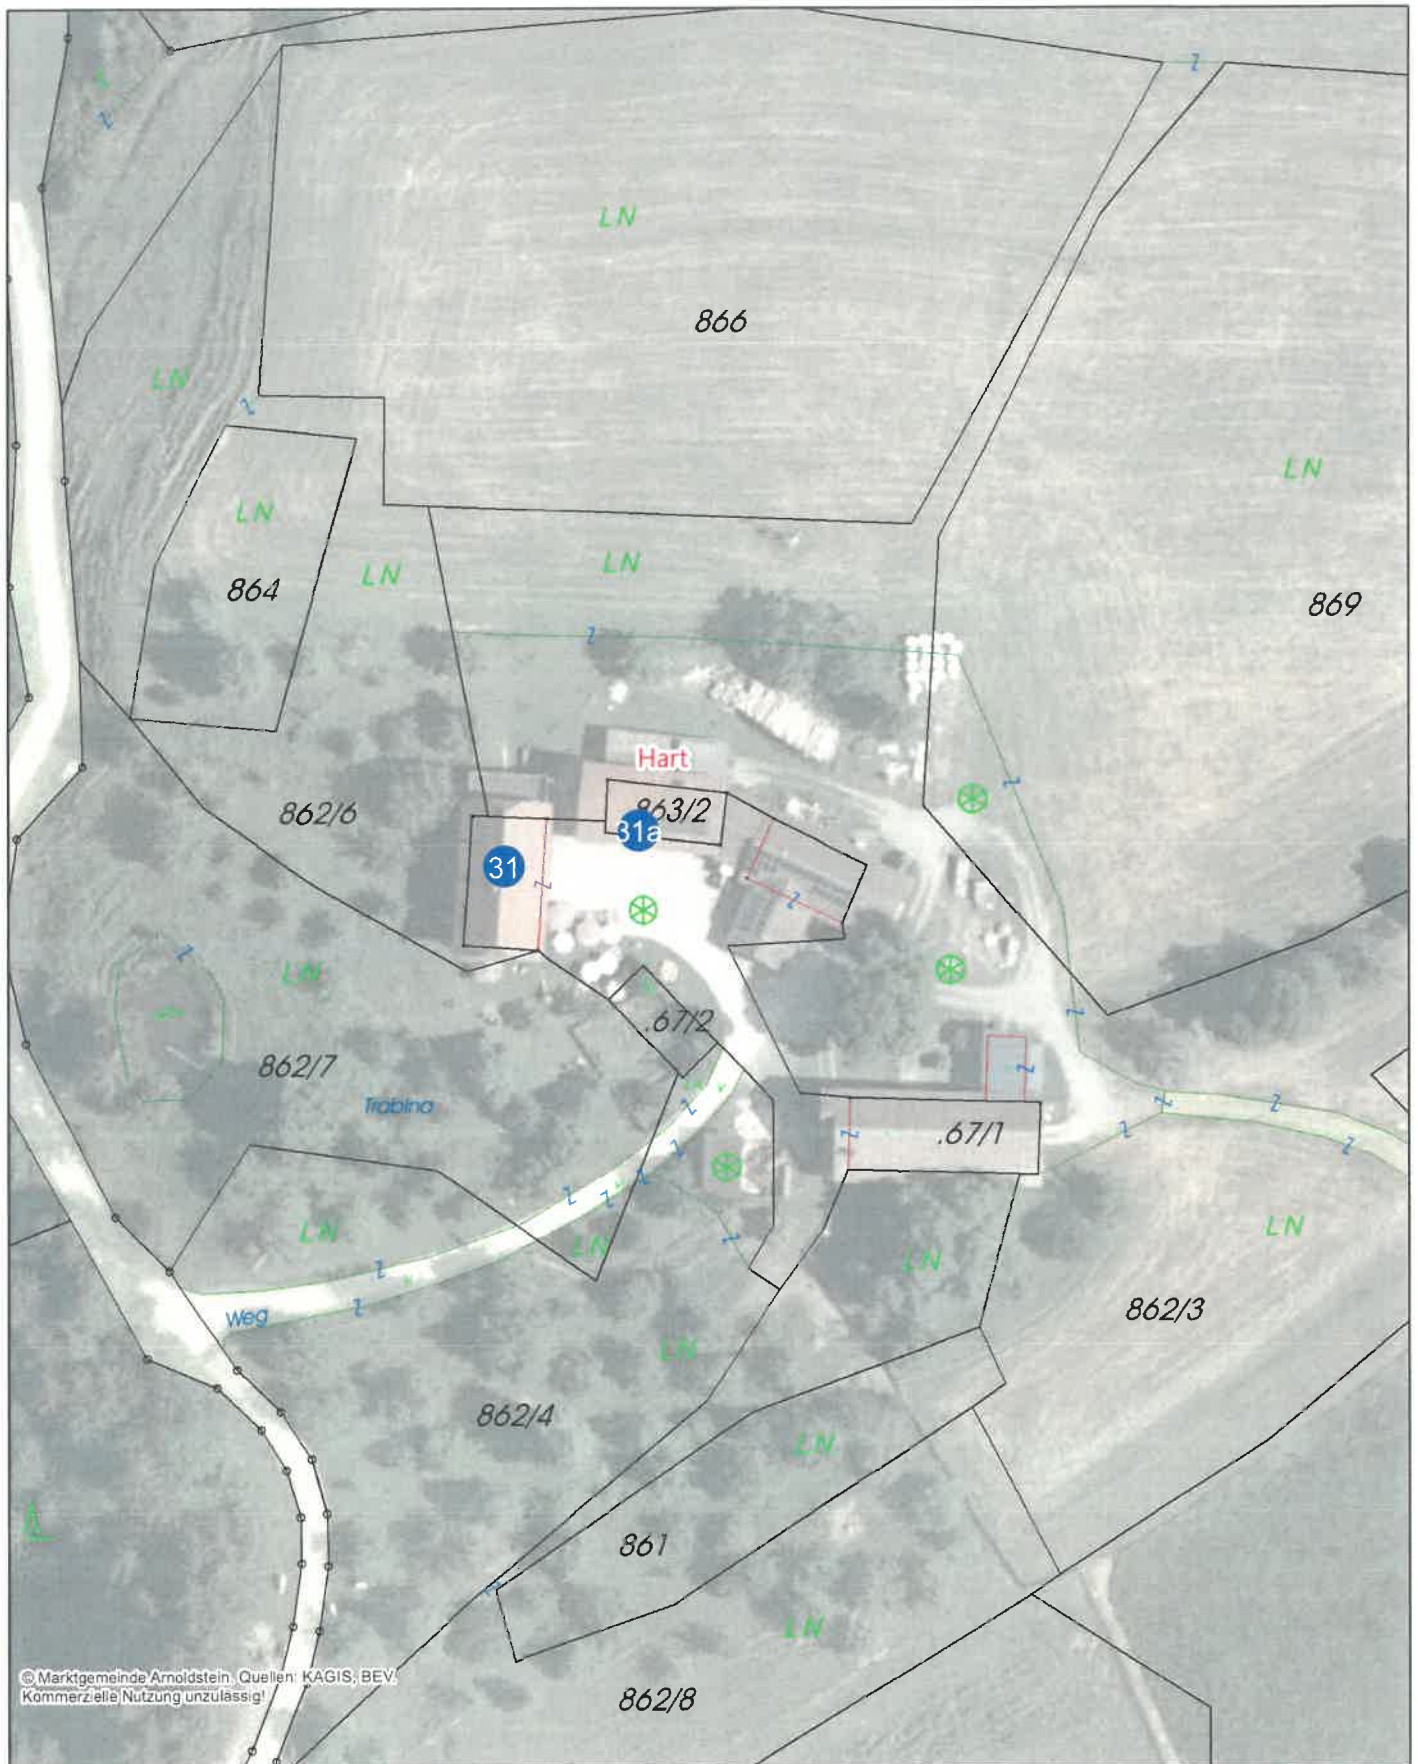 LN
866
LN
LN
LN
864
LN
LN
869
Hart
863/2
862/6
31a
31
LN
.67/2
862/7
Trabina
.67/1
LN
LN
LN
LN
862/3
Weg
LN
862/4
LN
861
LN
© Marktgemeinde Arnoldstein, Quellen: KAGIS, BEV.
Kommerzielle Nutzung unzulässig!
862/8